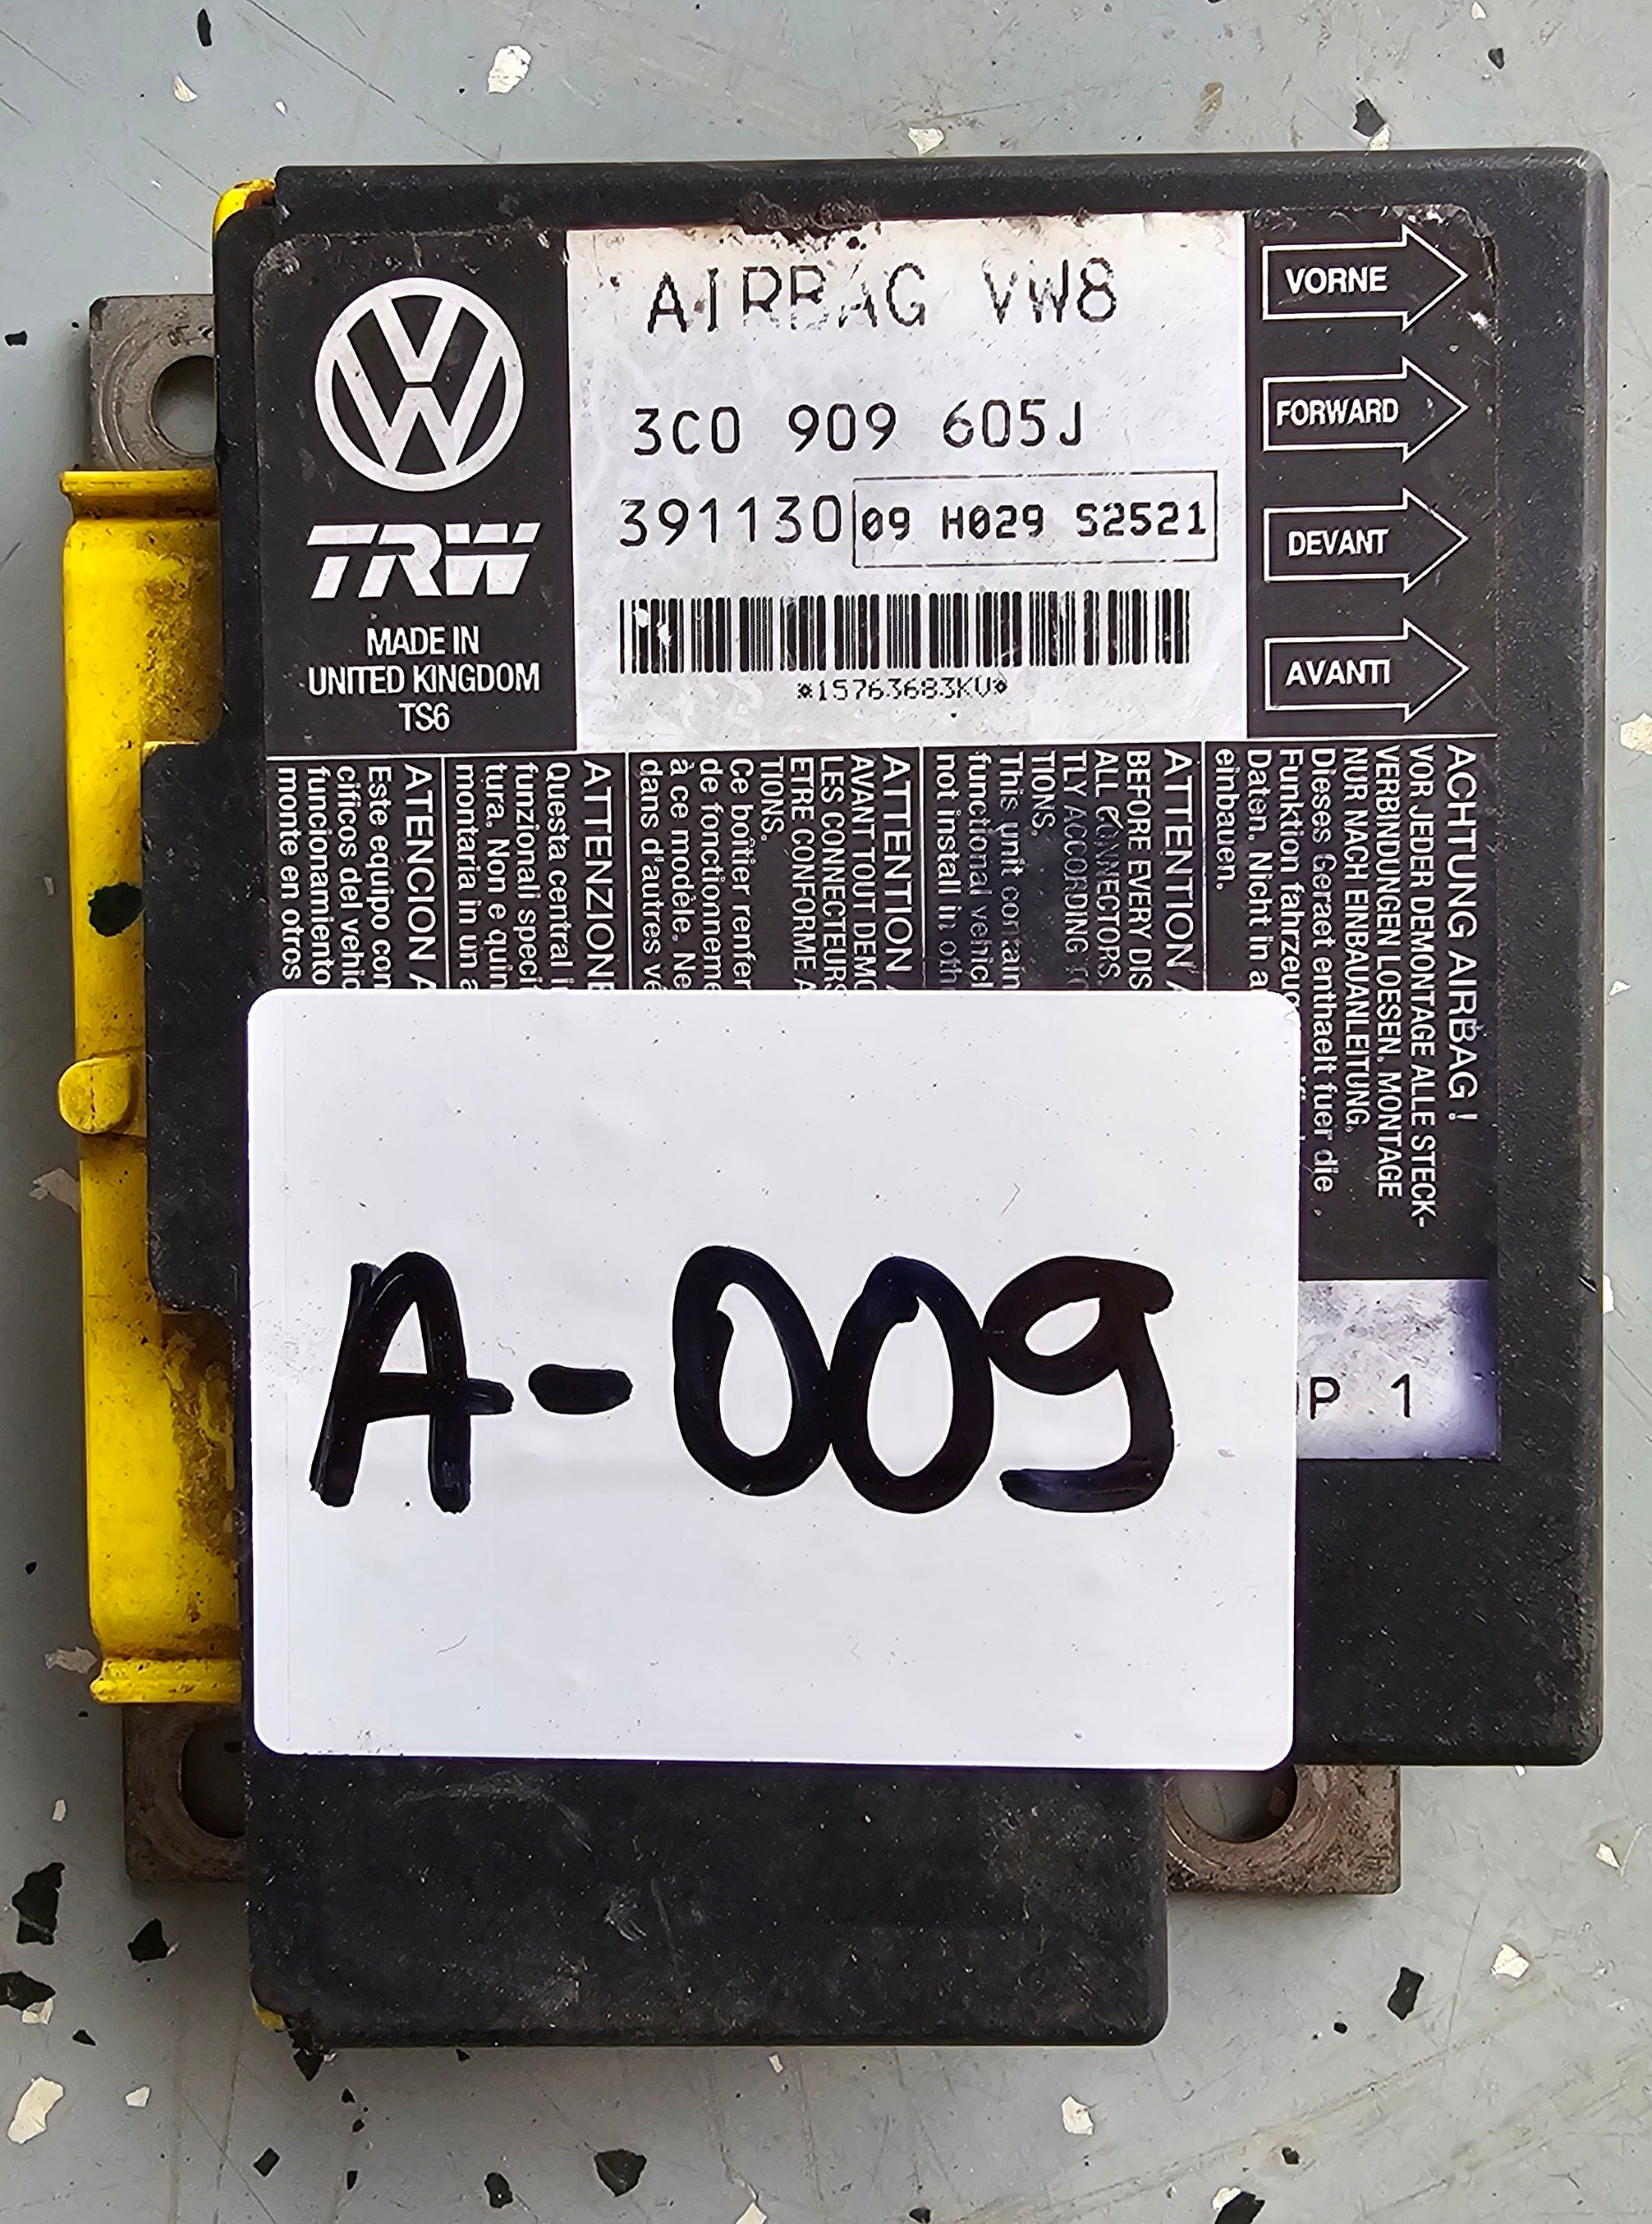 AIRBAG VW8
3C0 909 605J
391130 09 H029 S2521
*15763683KV*
TRW
MADE IN
UNITED KINGDOM
TS6
VORNE
FORWARD
DEVANT
AVANTI
ACHTUNG AIRBAG !
VOR JEDER DEMONTAGE ALLE STECK-
VERBINDUNGEN LOESEN. MONTAGE
NUR NACH EINBAUANLEITUNG.
Dieses Geraet enthaelt fuer die
Funktion fahrzeug
Daten. Nicht in a
einbauen.
ATTENTION A
BEFORE EVERY DIS
ALL CONNECTORS.
TLY ACCORDING TO
TIONS.
This unit contain
functional vehicl
not install in oth
ATTENTION A
AVANT TOUT DEMO
LES CONNECTEURS
ETRE CONFORME A
TIONS.
Ce boîtier renfer
de fonctionneme
à ce modèle. Ne
dans d'autres vé
ATTENZIONE
Questa central i
funzionali speci
tura. Non e quin
montaria in un a
ATENCION A
Este equipo con
cificos del vehic
funcionamiento
monte en otros
P 1
A-009